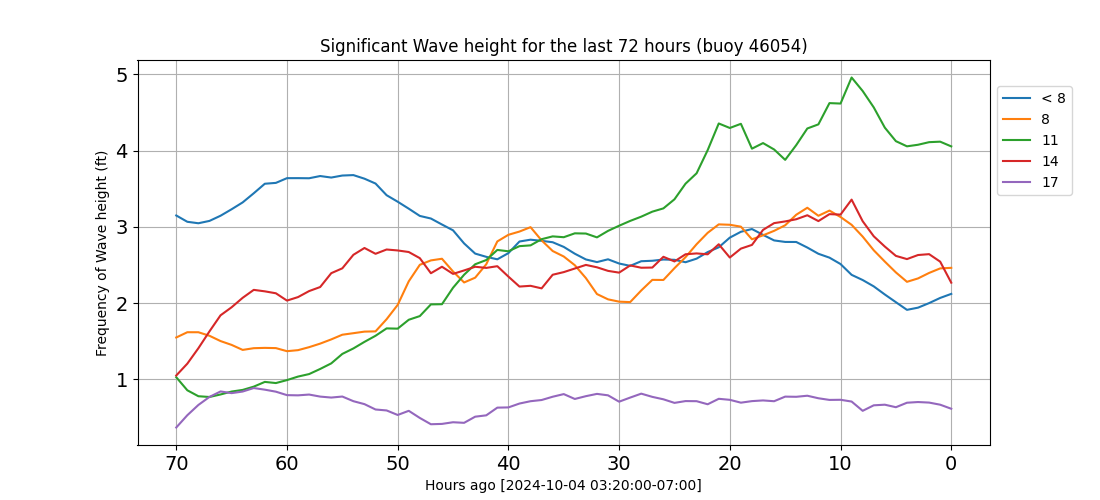 Significant Wave height for the last 72 hours (buoy 46054)
Frequency of Wave height (ft)
5
4
3
2
1
70 60 50 40 30 20 10 0
Hours ago [2024-10-04 03:20:00-07:00]
< 8
8
11
14
17